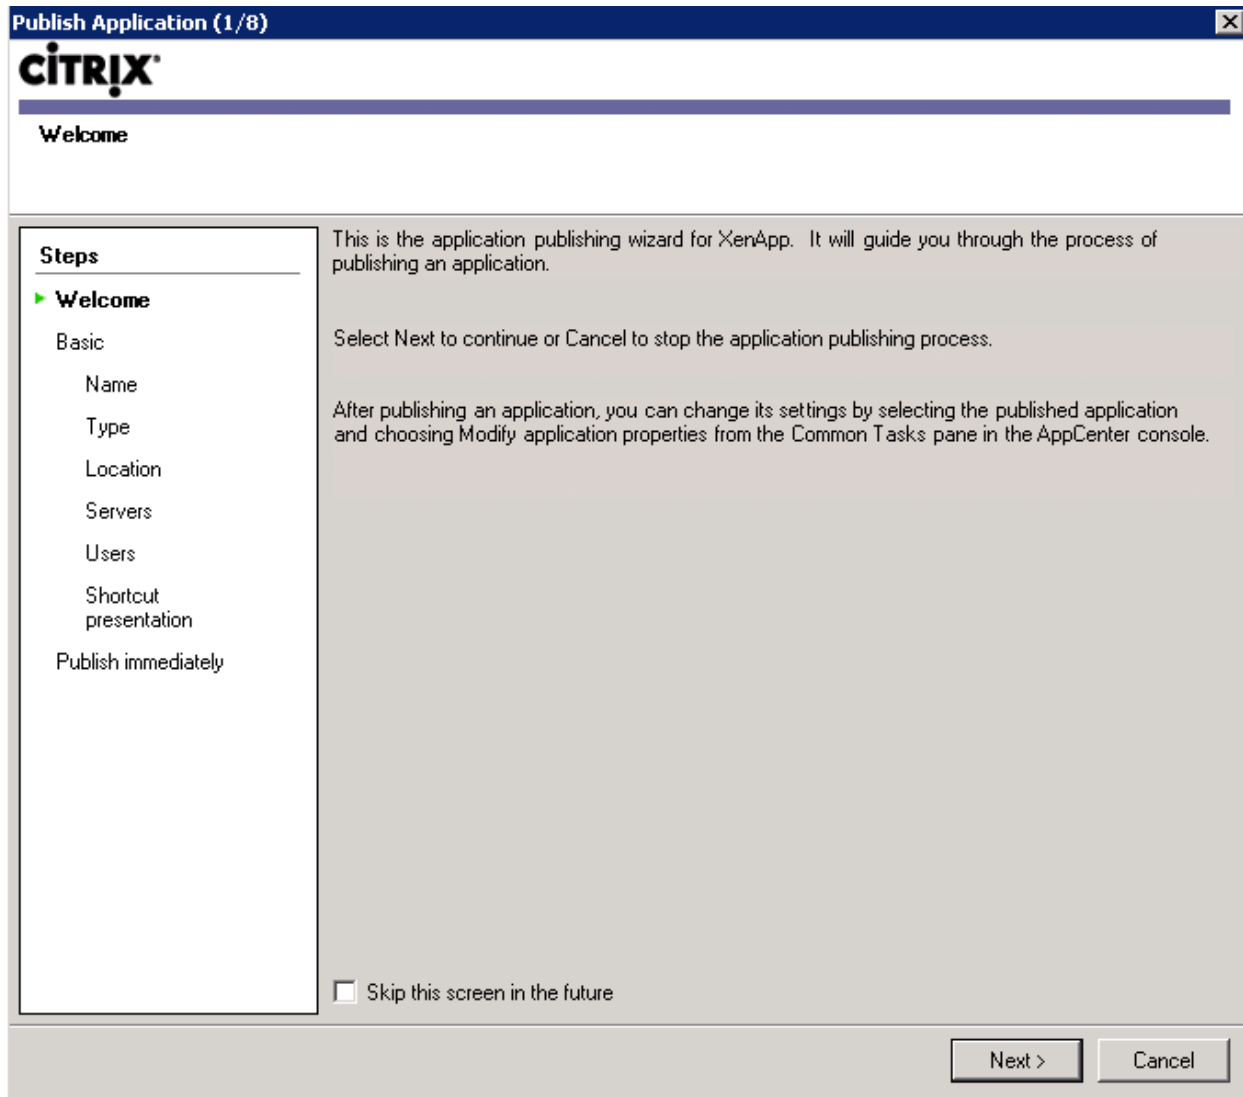 Publish Application (1/8)
CİTRIX
Welcome
Steps
Welcome
Basic
Name
Type
Location
Servers
Users
Shortcut
presentation
Publish immediately
This is the application publishing wizard for XenApp.  It will guide you through the process of
publishing an application.
Select Next to continue or Cancel to stop the application publishing process.
After publishing an application, you can change its settings by selecting the published application
and choosing Modify application properties from the Common Tasks pane in the AppCenter console.
Skip this screen in the future
Next >
Cancel